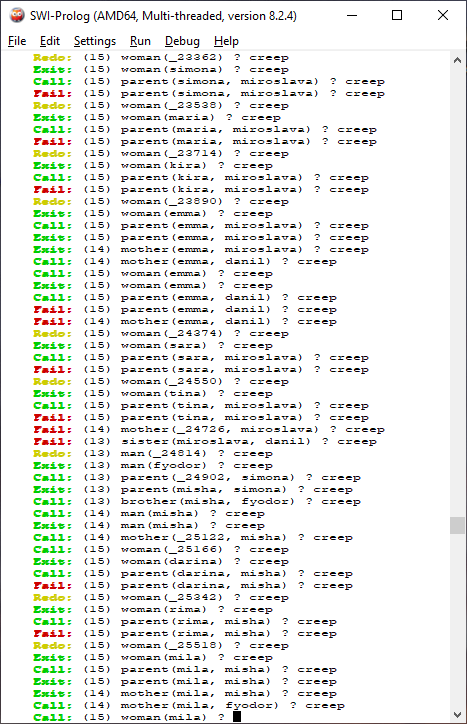 SWI-Prolog (AMD64, Multi-threaded, version 8.2.4)
File Edit Settings Run Debug Help
Redo: (15) woman(_23362) ? creep
Exit: (15) woman(simona) ? creep
Call: (15) parent(simona, miroslava) ? creep
Fail: (15) parent(simona, miroslava) ? creep
Redo: (15) woman(_23538) ? creep
Exit: (15) woman(maria) ? creep
Call: (15) parent(maria, miroslava) ? creep
Fail: (15) parent(maria, miroslava) ? creep
Redo: (15) woman(_23714) ? creep
Exit: (15) woman(kira) ? creep
Call: (15) parent(kira, miroslava) ? creep
Fail: (15) parent(kira, miroslava) ? creep
Redo: (15) woman(_23890) ? creep
Exit: (15) woman(emma) ? creep
Call: (15) parent(emma, miroslava) ? creep
Exit: (15) parent(emma, miroslava) ? creep
Exit: (14) mother(emma, miroslava) ? creep
Call: (14) mother(emma, danil) ? creep
Call: (15) woman(emma) ? creep
Exit: (15) woman(emma) ? creep
Call: (15) parent(emma, danil) ? creep
Fail: (15) parent(emma, danil) ? creep
Fail: (14) mother(emma, danil) ? creep
Redo: (15) woman(_24374) ? creep
Exit: (15) woman(sara) ? creep
Call: (15) parent(sara, miroslava) ? creep
Fail: (15) parent(sara, miroslava) ? creep
Redo: (15) woman(_24550) ? creep
Exit: (15) woman(tina) ? creep
Call: (15) parent(tina, miroslava) ? creep
Fail: (15) parent(tina, miroslava) ? creep
Fail: (14) mother(_24726, miroslava) ? creep
Fail: (13) sister(miroslava, danil) ? creep
Redo: (13) man(_24814) ? creep
Exit: (13) man(fyodor) ? creep
Call: (13) parent(_24902, simona) ? creep
Exit: (13) parent(misha, simona) ? creep
Call: (13) brother(misha, fyodor) ? creep
Call: (14) man(misha) ? creep
Exit: (14) man(misha) ? creep
Call: (14) mother(_25122, misha) ? creep
Call: (15) woman(_25166) ? creep
Exit: (15) woman(darina) ? creep
Call: (15) parent(darina, misha) ? creep
Fail: (15) parent(darina, misha) ? creep
Redo: (15) woman(_25342) ? creep
Exit: (15) woman(rima) ? creep
Call: (15) parent(rima, misha) ? creep
Fail: (15) parent(rima, misha) ? creep
Redo: (15) woman(_25518) ? creep
Exit: (15) woman(mila) ? creep
Call: (15) parent(mila, misha) ? creep
Exit: (15) parent(mila, misha) ? creep
Exit: (14) mother(mila, misha) ? creep
Call: (14) mother(mila, fyodor) ? creep
Call: (15) woman(mila) ?